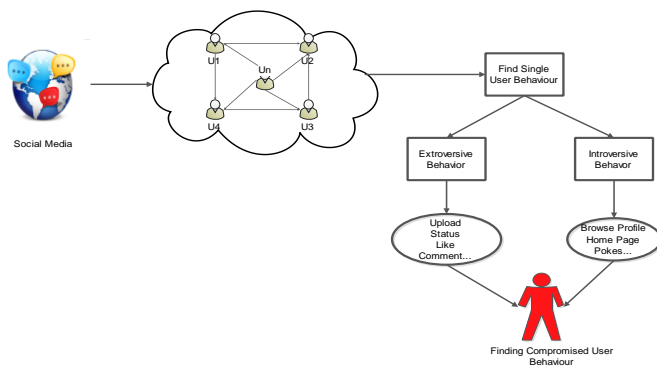 U1
U2
Un
U4
U3
Social Media
Find Single
User Behaviour
Extroversive
Behavior
Introversive
Behavor
Upload
Status
Like
Comment...
Browse Profile
Home Page
Pokes...
Finding Compromised User
Behaviour